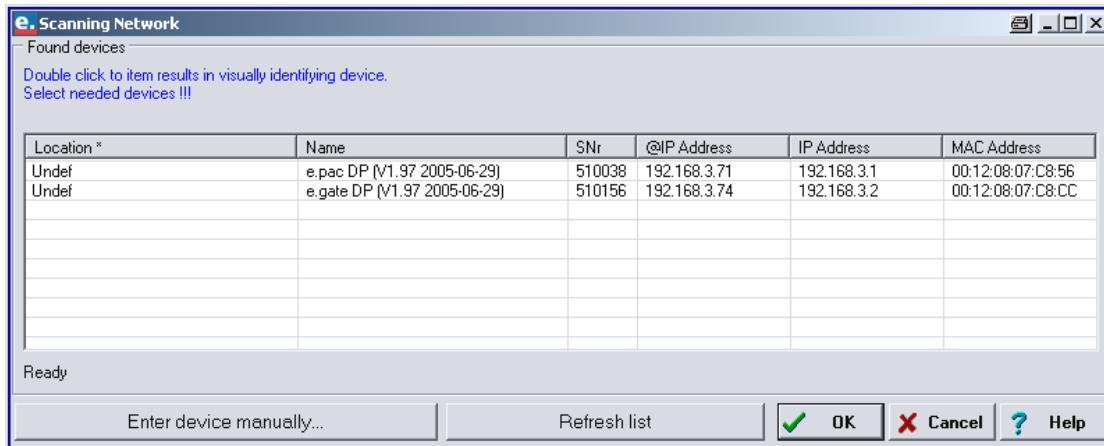 e. Scanning Network
Found devices
Double click to item results in visually identifying device.
Select needed devices !!!
Location * Name SNr @IP Address IP Address MAC Address
Undef e.pac DP (V1.97 2005-06-29) 510038 192.168.3.71 192.168.3.1 00:12:08:07:C8:56
Undef e.gate DP (V1.97 2005-06-29) 510156 192.168.3.74 192.168.3.2 00:12:08:07:C8:CC
Ready
Enter device manually... Refresh list OK Cancel Help